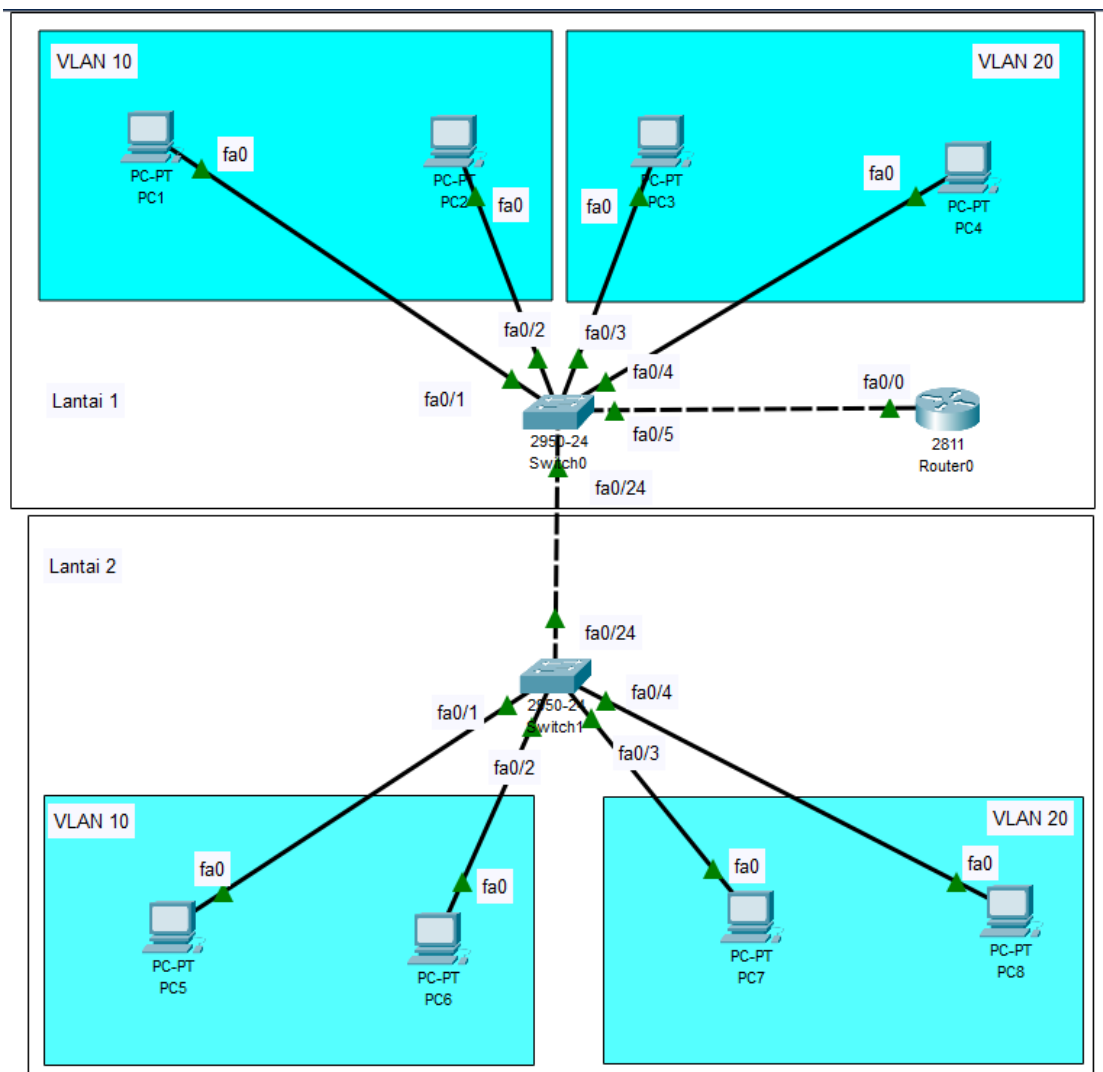 VLAN 10
VLAN 20
fa0
PC-PT
PC1
PC-PT
PC2
fa0
PC-PT
PC3
fa0
fa0
PC-PT
PC4
fa0/2
fa0/3
fa0/4
fa0/1
fa0/0
Lantai 1
fa0/5
2950-24
Switch0
2811
Router0
fa0/24
Lantai 2
fa0/24
fa0/4
fa0/1
2950-24
Switch1
fa0/3
fa0/2
VLAN 10
VLAN 20
fa0
fa0
fa0
fa0
PC-PT
PC5
PC-PT
PC6
PC-PT
PC7
PC-PT
PC8